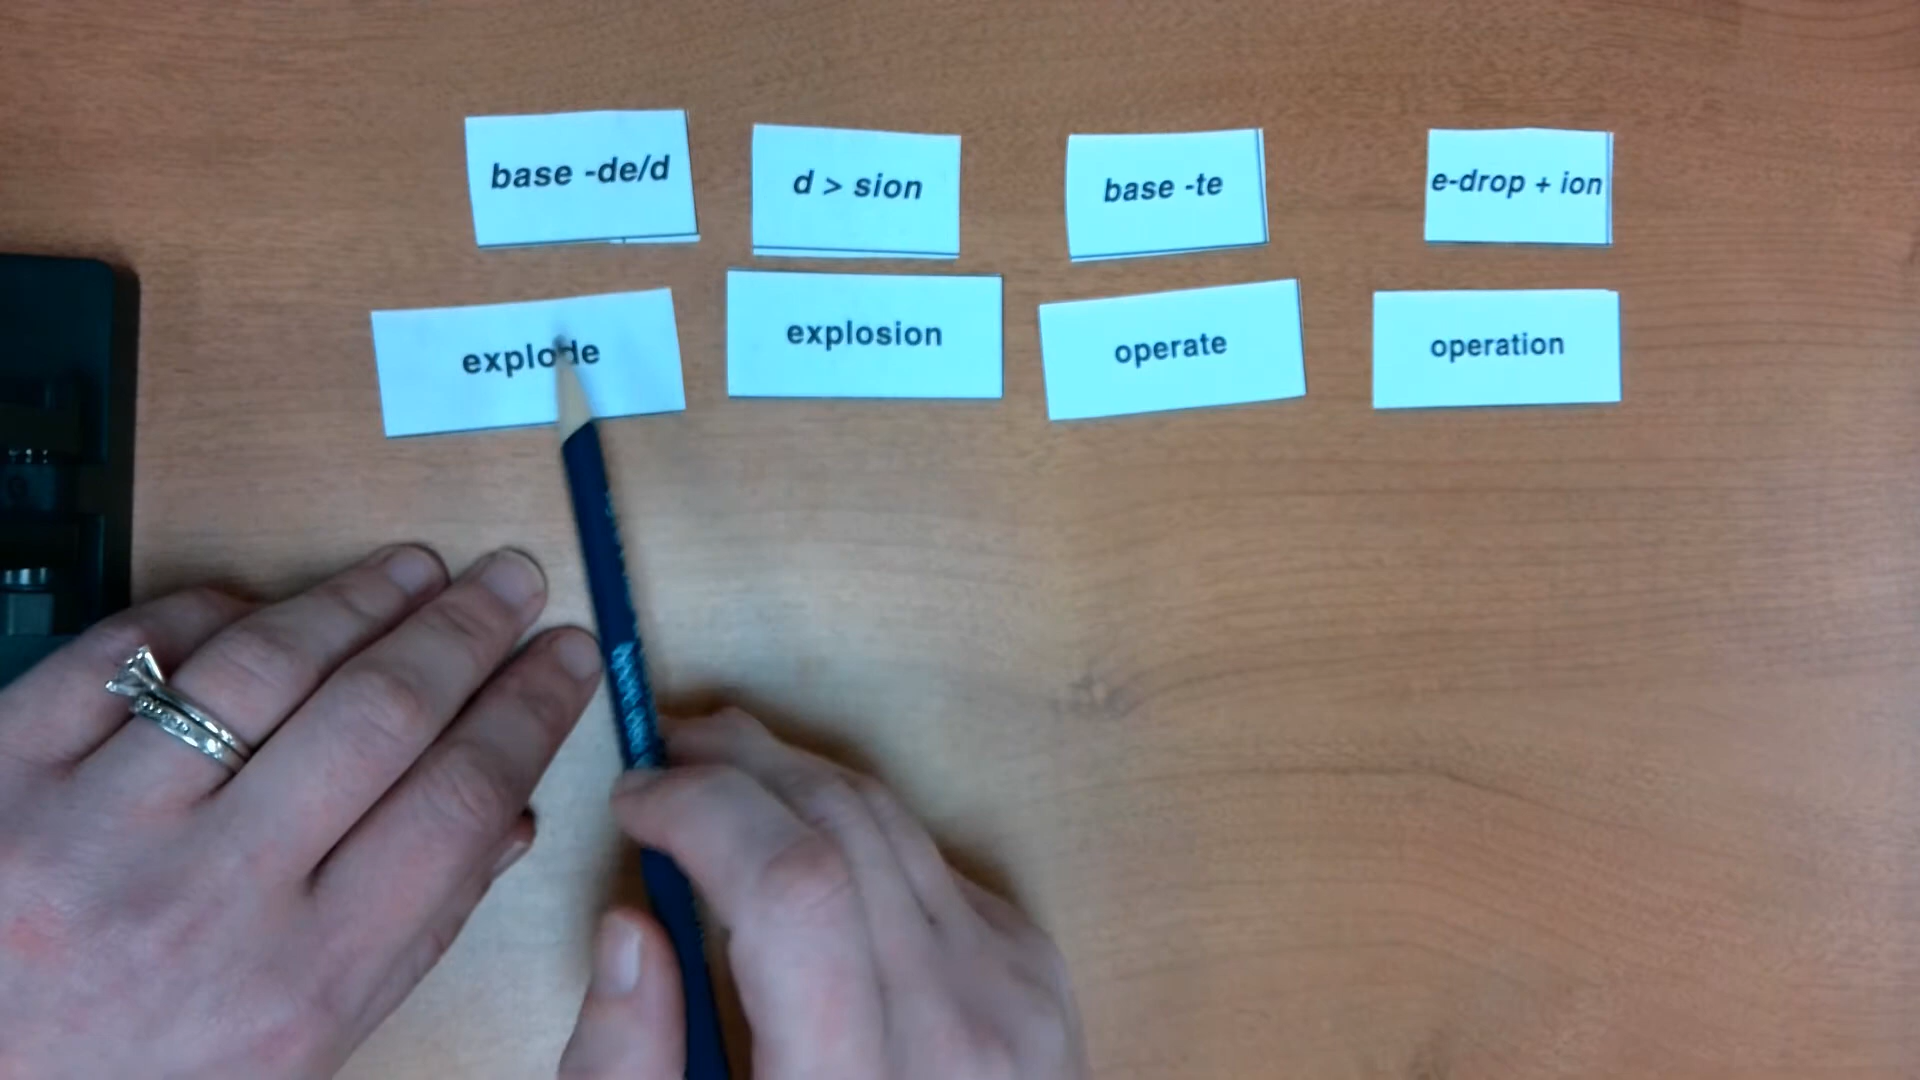 base -de/d
d > sion
base -te
e-drop + ion
explode
explosion
operate
operation